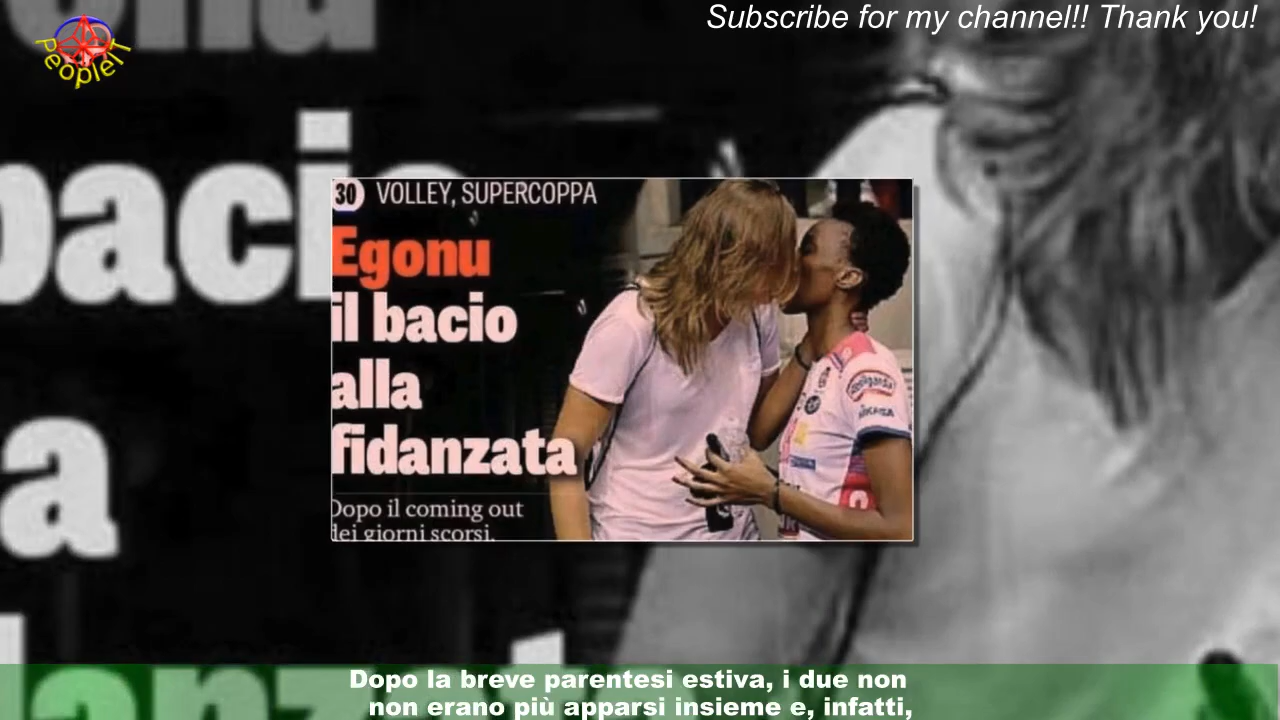 Subscribe for my channel!! Thank you!
PeopleIT
30 VOLLEY, SUPERCOPPA
Egonu
il bacio
alla
fidanzata
Dopo il coming out
dei giorni scorsi,
Dopo la breve parentesi estiva, i due non
non erano più apparsi insieme e, infatti,